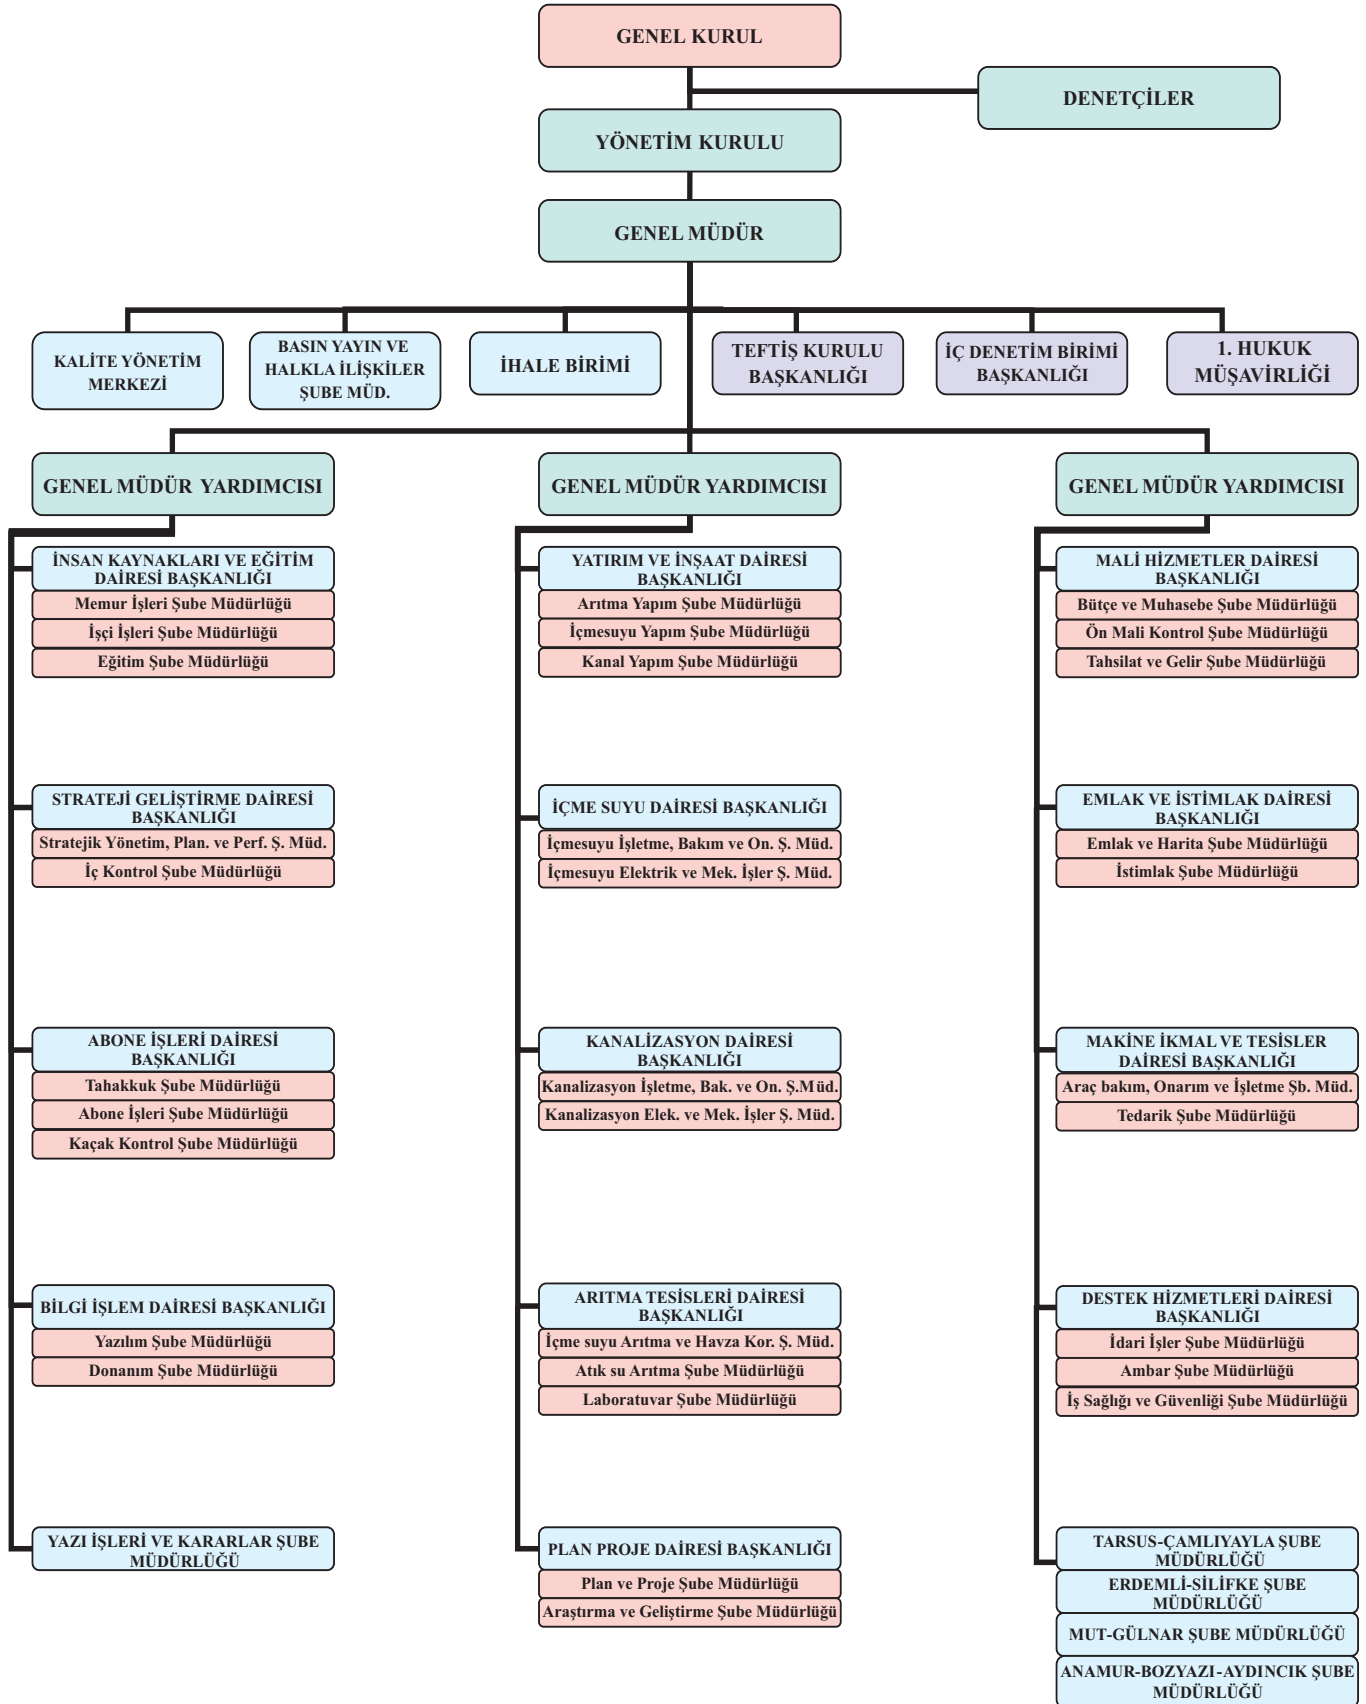 GENEL KURUL
DENETÇİLER
YÖNETİM KURULU
GENEL MÜDÜR
KALİTE YÖNETİM
MERKEZİ
BASIN YAYIN VE
HALKLA İLİŞKİLER
ŞUBE MÜD.
İHALE BİRİMİ
TEFTİŞ KURULU
BAŞKANLIĞI
İÇ DENETİM BİRİMİ
BAŞKANLIĞI
1. HUKUK
MÜŞAVİRLİĞİ
GENEL MÜDÜR YARDIMCISI
İNSAN KAYNAKLARI VE EĞİTİM
DAİRESİ BAŞKANLIĞI
Memur İşleri Şube Müdürlüğü
İşçi İşleri Şube Müdürlüğü
Eğitim Şube Müdürlüğü
STRATEJİ GELİŞTİRME DAİRESİ
BAŞKANLIĞI
Stratejik Yönetim, Plan. ve Perf. Ş. Müd.
İç Kontrol Şube Müdürlüğü
ABONE İŞLERİ DAİRESİ
BAŞKANLIĞI
Tahakkuk Şube Müdürlüğü
Abone İşleri Şube Müdürlüğü
Kaçak Kontrol Şube Müdürlüğü
BİLGİ İŞLEM DAİRESİ BAŞKANLIĞI
Yazılım Şube Müdürlüğü
Donanım Şube Müdürlüğü
YAZI İŞLERİ VE KARARLAR ŞUBE
MÜDÜRLÜĞÜ
GENEL MÜDÜR YARDIMCISI
YATIRIM VE İNŞAAT DAİRESİ
BAŞKANLIĞI
Arıtma Yapım Şube Müdürlüğü
İçmesuyu Yapım Şube Müdürlüğü
Kanal Yapım Şube Müdürlüğü
İÇME SUYU DAİRESİ BAŞKANLIĞI
İçmesuyu İşletme, Bakım ve On. Ş. Müd.
İçmesuyu Elektrik ve Mek. İşler Ş. Müd.
KANALİZASYON DAİRESİ
BAŞKANLIĞI
Kanalizasyon İşletme, Bak. ve On. Ş.Müd.
Kanalizasyon Elek. ve Mek. İşler Ş. Müd.
ARITMA TESİSLERİ DAİRESİ
BAŞKANLIĞI
İçme suyu Arıtma ve Havza Kor. Ş. Müd.
Atık su Arıtma Şube Müdürlüğü
Laboratuvar Şube Müdürlüğü
PLAN PROJE DAİRESİ BAŞKANLIĞI
Plan ve Proje Şube Müdürlüğü
Araştırma ve Geliştirme Şube Müdürlüğü
GENEL MÜDÜR YARDIMCISI
MALİ HİZMETLER DAİRESİ
BAŞKANLIĞI
Bütçe ve Muhasebe Şube Müdürlüğü
Ön Mali Kontrol Şube Müdürlüğü
Tahsilat ve Gelir Şube Müdürlüğü
EMLAK VE İSTİMLAK DAİRESİ
BAŞKANLIĞI
Emlak ve Harita Şube Müdürlüğü
İstimlak Şube Müdürlüğü
MAKİNE İKMAL VE TESİSLER
DAİRESİ BAŞKANLIĞI
Araç bakım, Onarım ve İşletme Şb. Müd.
Tedarik Şube Müdürlüğü
DESTEK HİZMETLERİ DAİRESİ
BAŞKANLIĞI
İdari İşler Şube Müdürlüğü
Ambar Şube Müdürlüğü
İş Sağlığı ve Güvenliği Şube Müdürlüğü
TARSUS-ÇAMLIYAYLA ŞUBE
MÜDÜRLÜĞÜ
ERDEMLİ-SİLİFKE ŞUBE
MÜDÜRLÜĞÜ
MUT-GÜLNAR ŞUBE MÜDÜRLÜĞÜ
ANAMUR-BOZYAZI-AYDINCIK ŞUBE
MÜDÜRLÜĞÜ